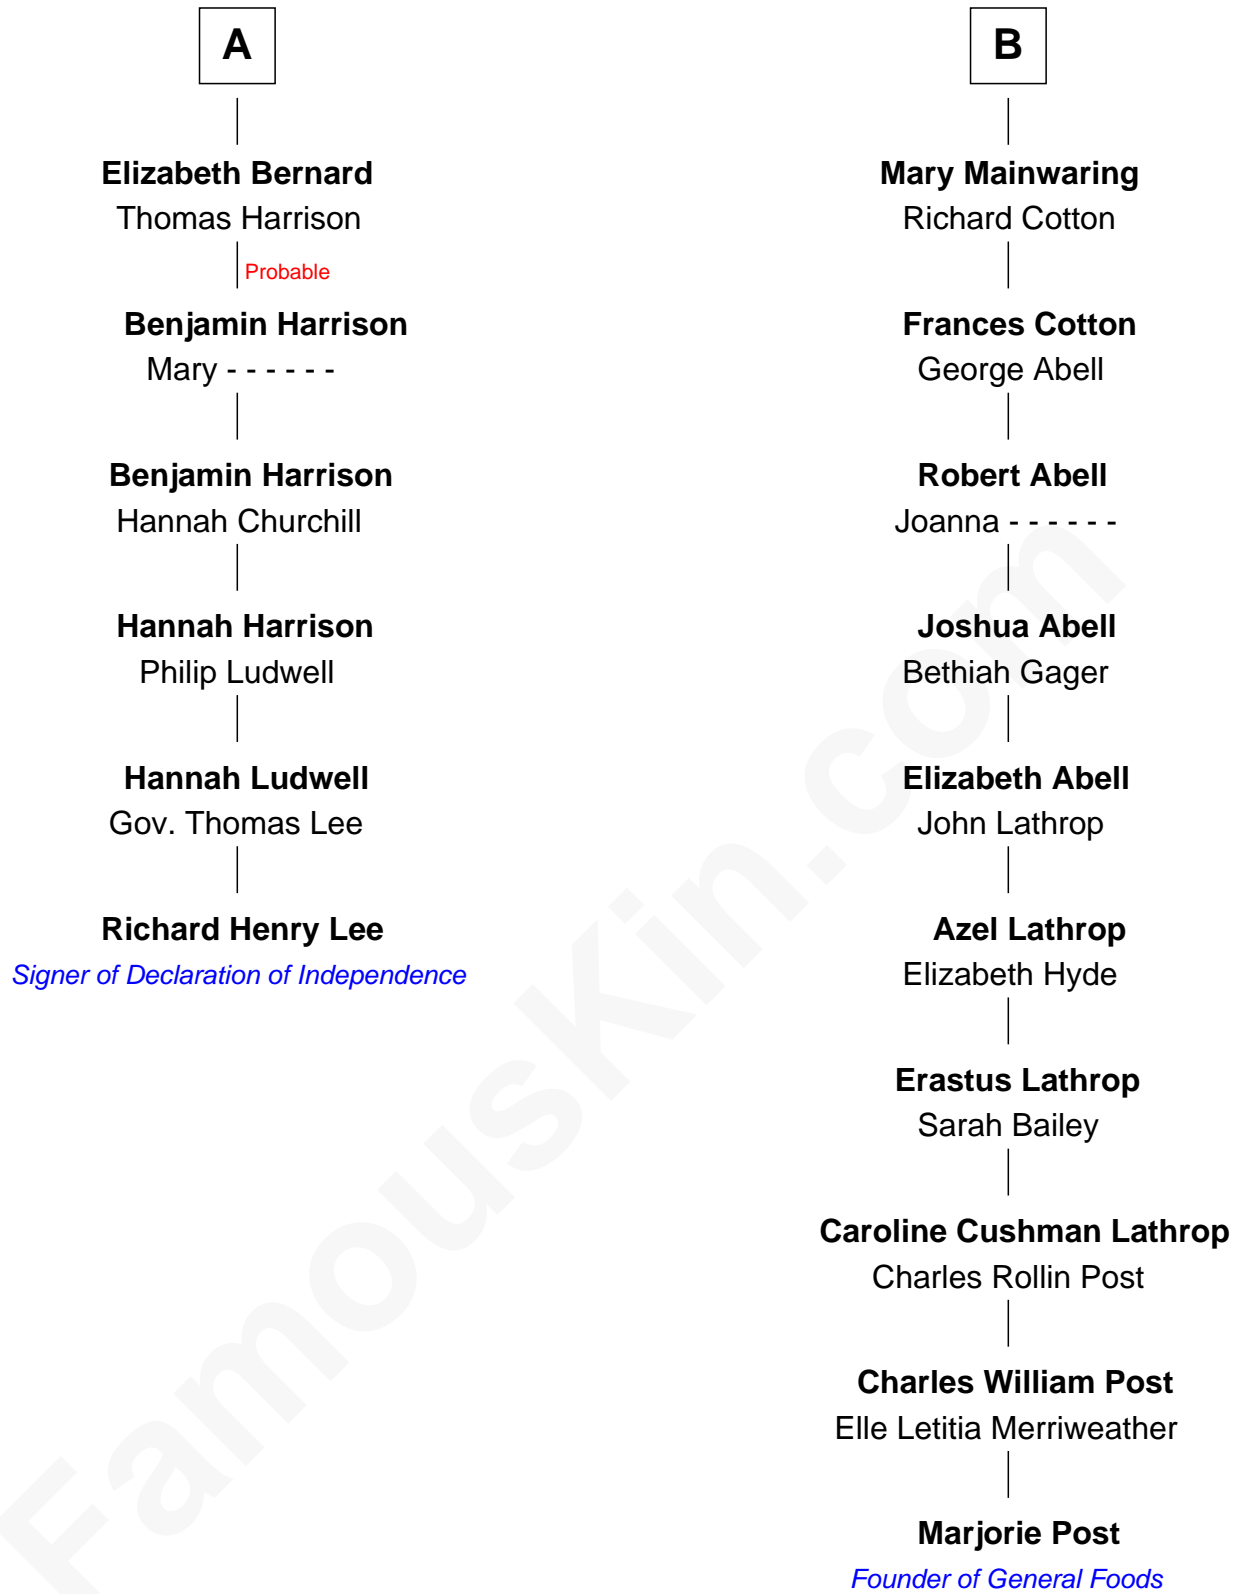 A
Elizabeth Bernard
Thomas Harrison
Probable
Benjamin Harrison
Mary - - - - - -
Benjamin Harrison
Hannah Churchill
Hannah Harrison
Philip Ludwell
Hannah Ludwell
Gov. Thomas Lee
Richard Henry Lee
Signer of Declaration of Independence
B
Mary Mainwaring
Richard Cotton
Frances Cotton
George Abell
Robert Abell
Joanna - - - - - -
Joshua Abell
Bethiah Gager
Elizabeth Abell
John Lathrop
Azel Lathrop
Elizabeth Hyde
Erastus Lathrop
Sarah Bailey
Caroline Cushman Lathrop
Charles Rollin Post
Charles William Post
Elle Letitia Merriweather
Marjorie Post
Founder of General Foods
FamousKin.com